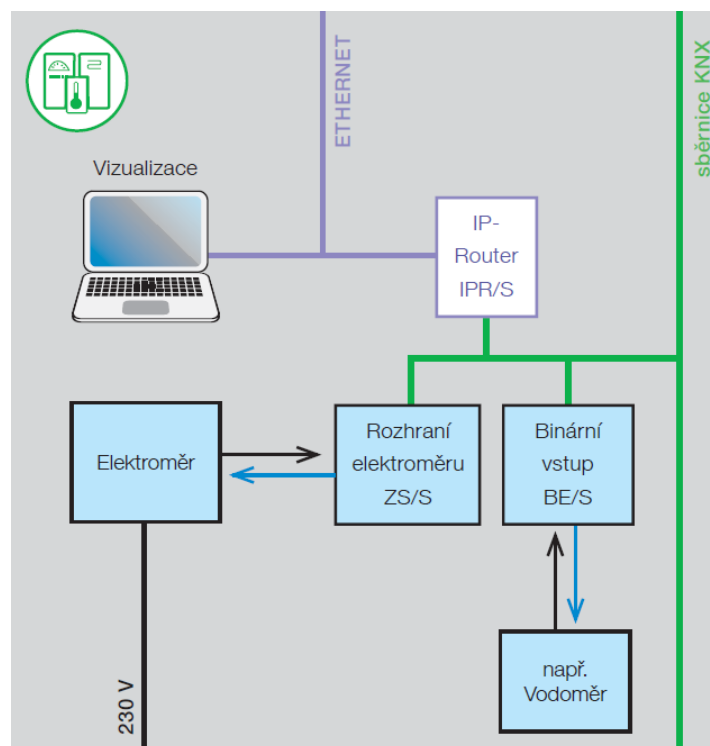 ETHERNET
sběrnice KNX
Vizualizace
IP-
Router
IPR/S
Elektroměr
Rozhraní
elektroměru
ZS/S
Binární
vstup
BE/S
230 V
např.
Vodoměr